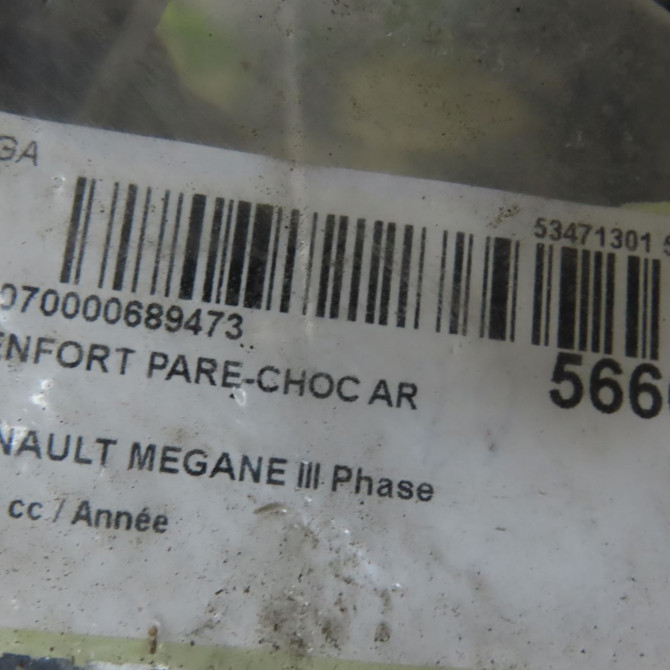 GA
53471301
070000689473
ENFORT PARE-CHOC AR
566
NAULT MEGANE III Phase
cc / Année